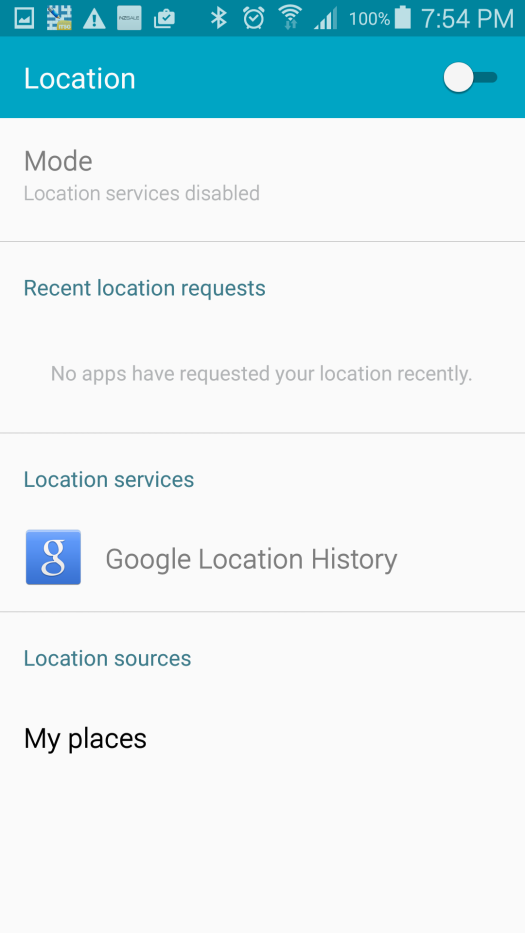 100% 7:54 PM
Location
Mode
Location services disabled
Recent location requests
No apps have requested your location recently.
Location services
g Google Location History
Location sources
My places